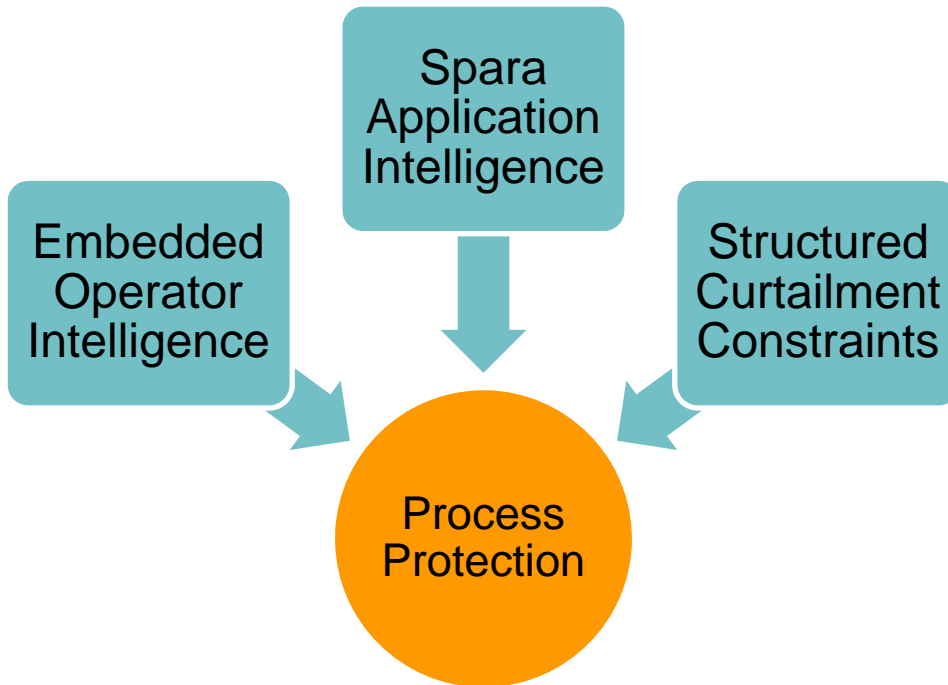 Spara
Application
Intelligence
Embedded
Operator
Intelligence
Structured
Curtailment
Constraints
Process
Protection